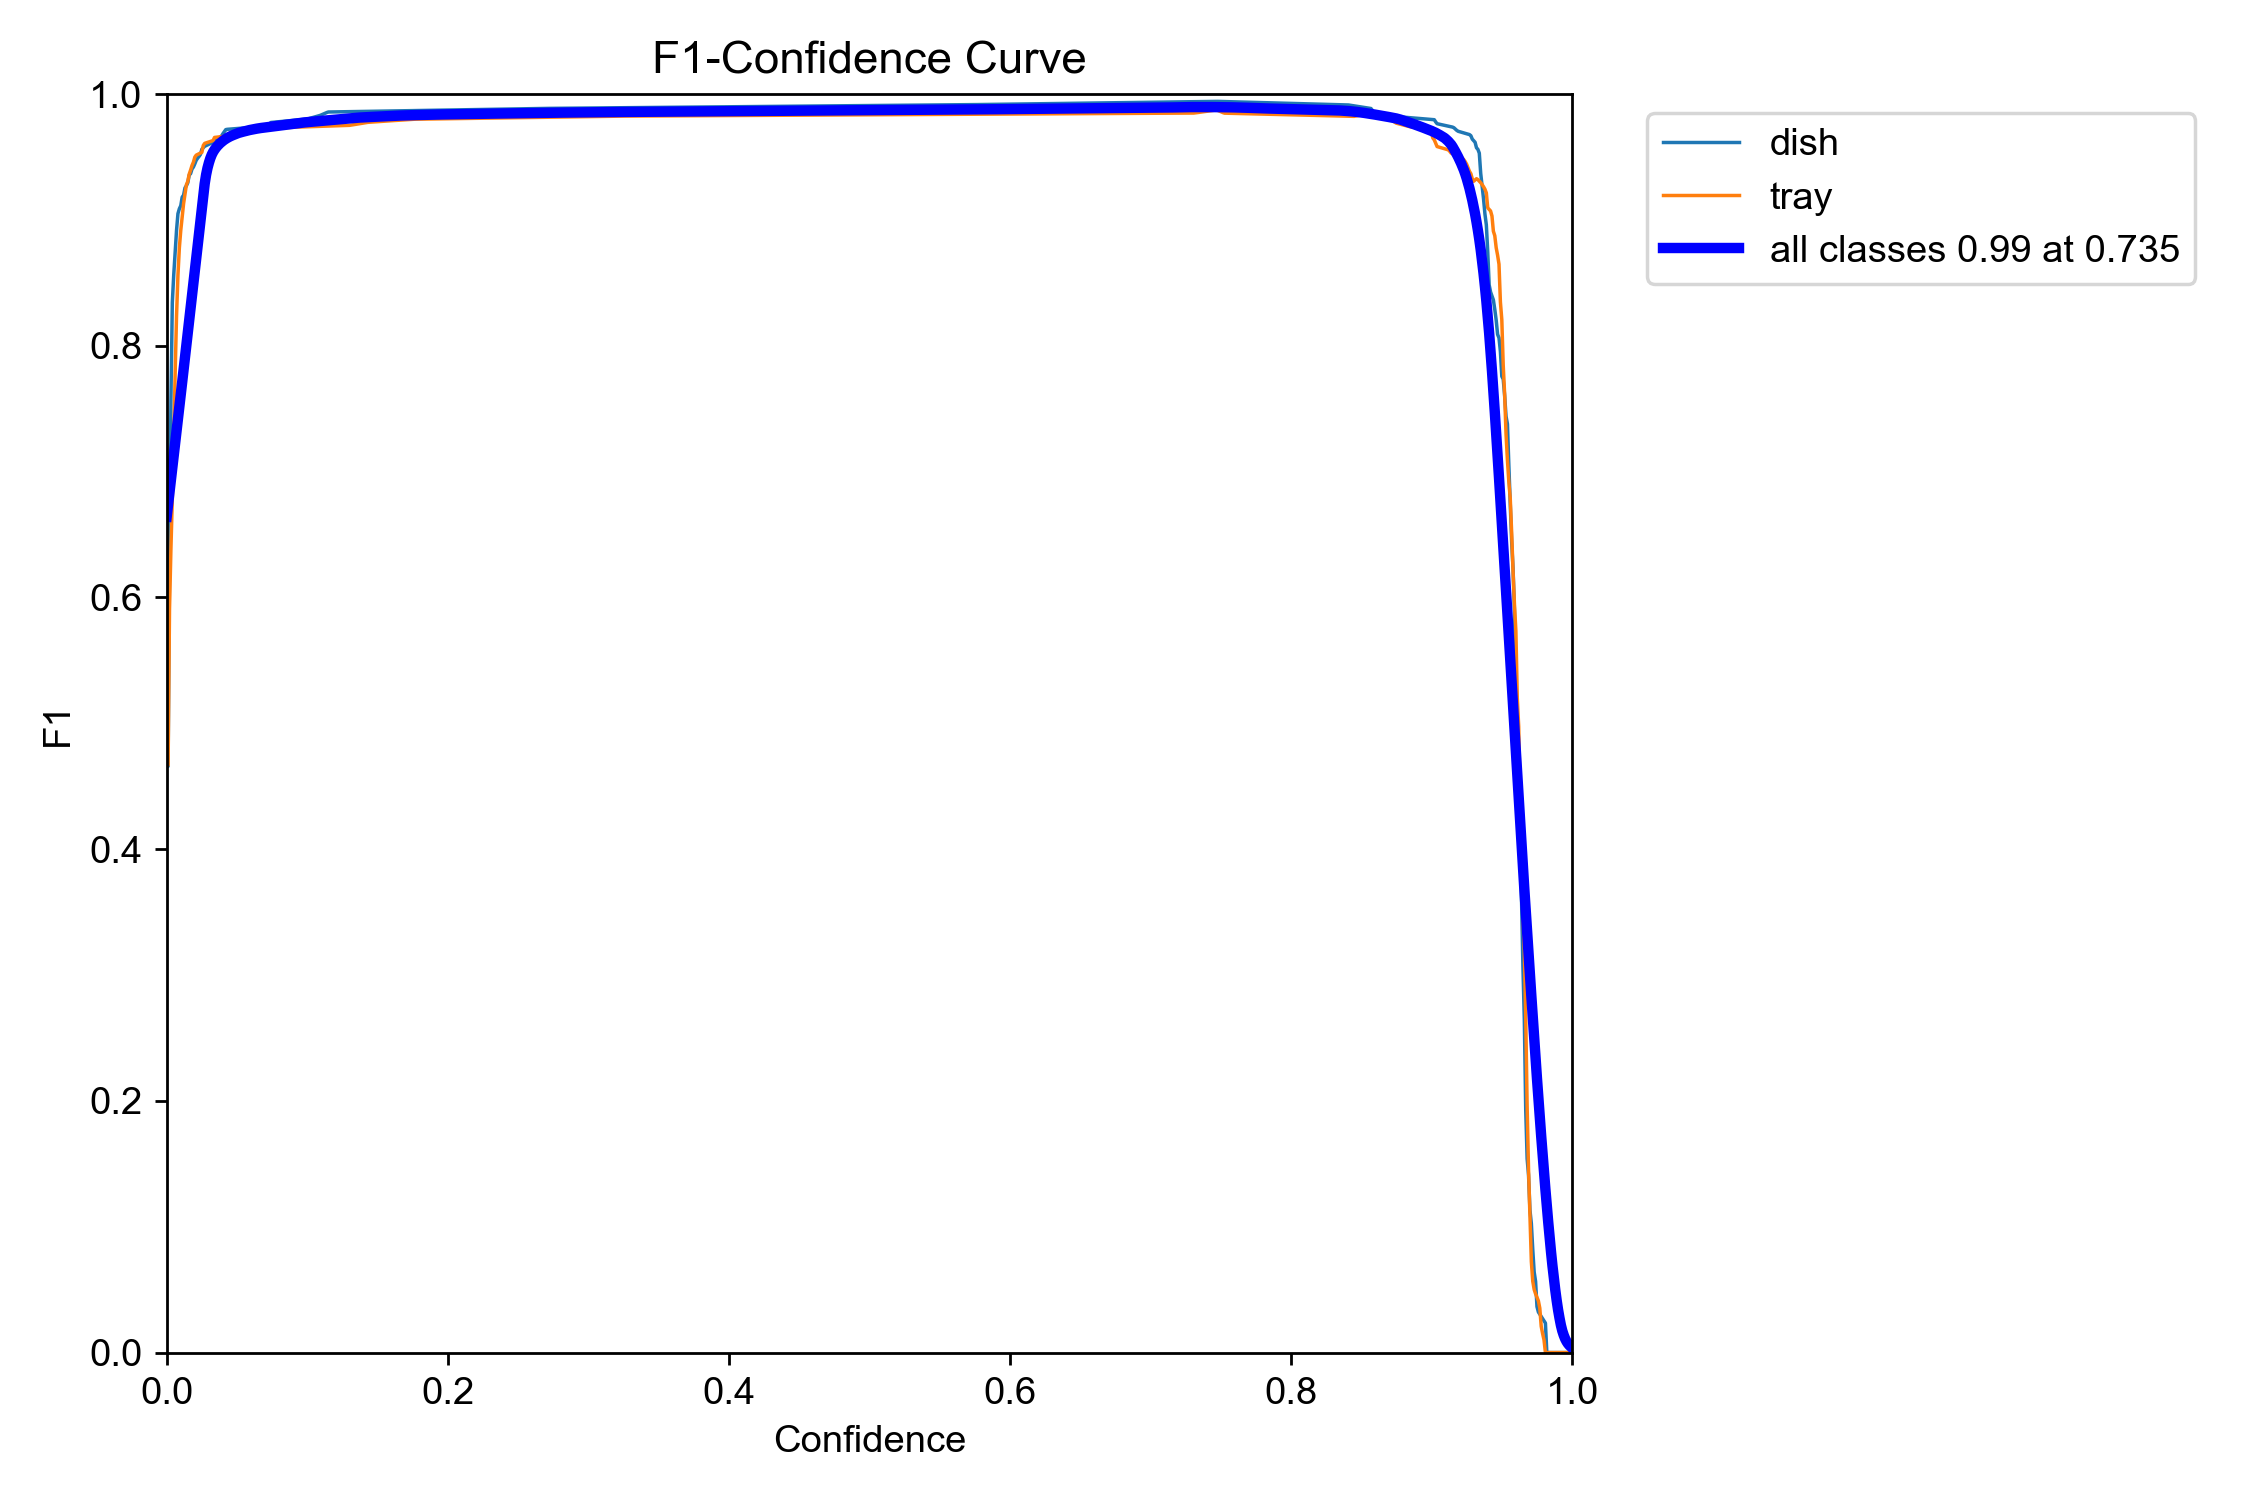 F1-Confidence Curve
1.0
0.8
0.6
0.4
0.2
0.0
F1
0.0 0.2 0.4 0.6 0.8 1.0
Confidence
dish
tray
all classes 0.99 at 0.735